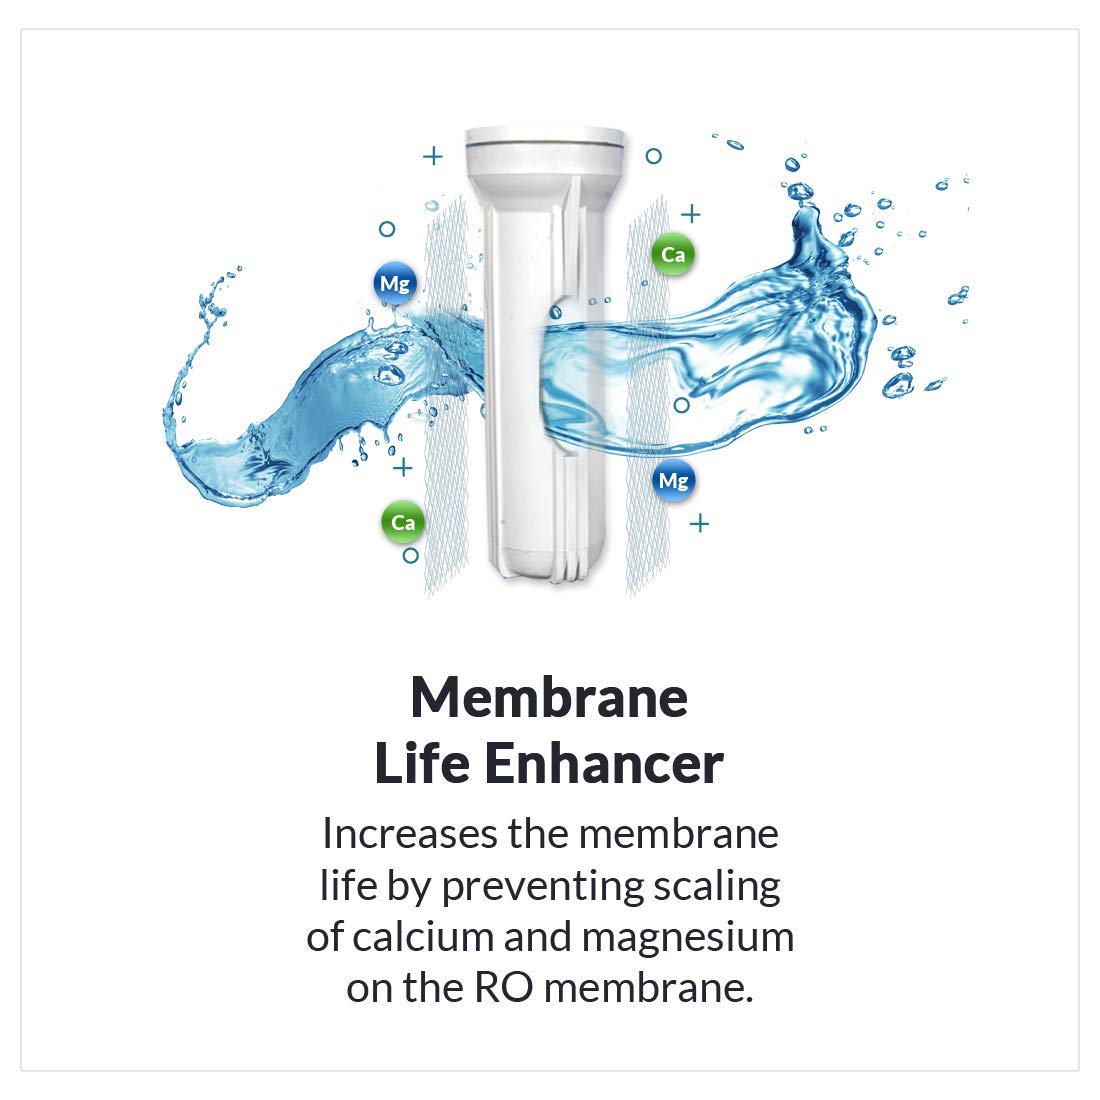 Mg
Ca
Ca
Mg
Membrane
Life Enhancer
Increases the membrane
life by preventing scaling
of calcium and magnesium
on the RO membrane.